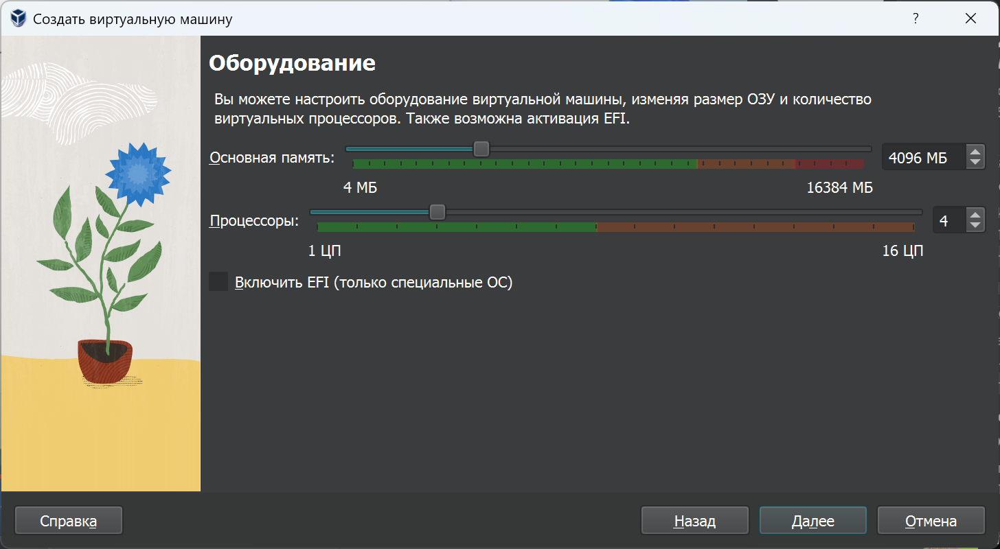 Создать виртуальную машину
?
Оборудование
Вы можете настроить оборудование виртуальной машины, изменяя размер ОЗУ и количество
виртуальных процессоров. Также возможна активация EFI.
Основная память:
4096 МБ
4 МБ
16384 МБ
Процессоры:
4
1 ЦП
16 ЦП
Включить EFI (только специальные ОС)
Справка
Назад
Далее
Отмена